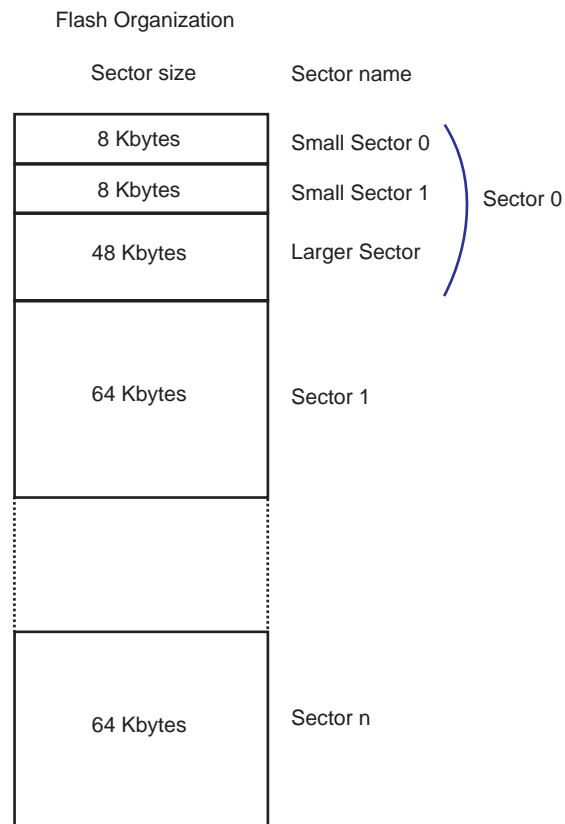 Flash Organization
Sector size Sector name
8 Kbytes Small Sector 0
8 Kbytes Small Sector 1 Sector 0
48 Kbytes Larger Sector
64 Kbytes Sector 1
64 Kbytes Sector n